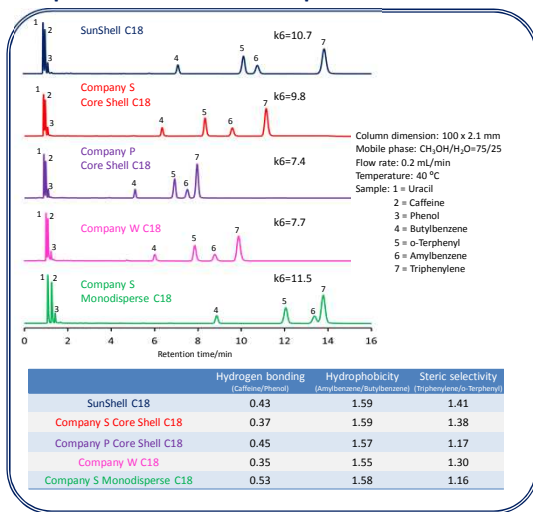 SunShell C18
k6=10.7
1 2 3 4 5 6 7
Company S
Core Shell C18
k6=9.8
1 2 3 4 5 6 7
Company P
Core Shell C18
k6=7.4
1 2 3 4 5 6 7
Company W C18
k6=7.7
1 2 3 4 5 6 7
Company S
Monodisperse C18
k6=11.5
1 2 3 4 5 6 7
0 2 4 6 8 10 12 14 16
Retention time/min
Column dimension: 100 x 2.1 mm
Mobile phase: CH₃OH/H₂O=75/25
Flow rate: 0.2 mL/min
Temperature: 40 ⁰C
Sample: 1 = Uracil
2 = Caffeine
3 = Phenol
4 = Butylbenzene
5 = o-Terphenyl
6 = Amylbenzene
7 = Triphenylene
Hydrogen bonding Hydrophobicity Steric selectivity
(Caffeine/Phenol) (Amylbenzene/Butylbenzene) (Triphenylene/o-Terphenyl)
SunShell C18 0.43 1.59 1.41
Company S Core Shell C18 0.37 1.59 1.38
Company P Core Shell C18 0.45 1.57 1.17
Company W C18 0.35 1.55 1.30
Company S Monodisperse C18 0.53 1.58 1.16